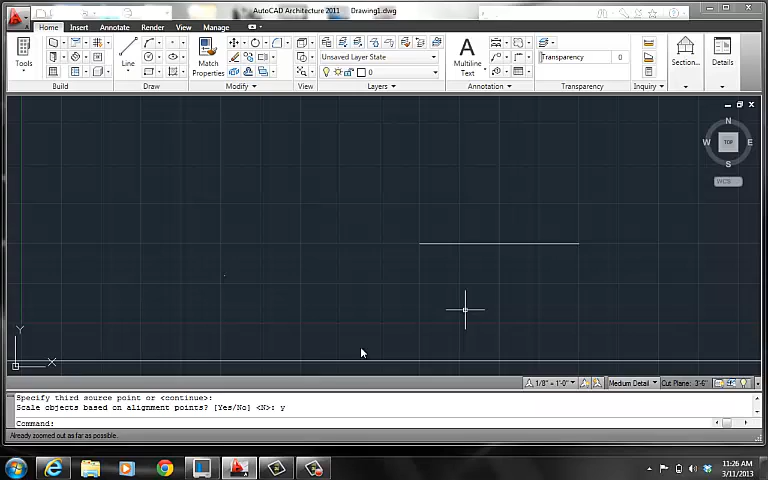 AutoCAD Architecture 2011 Drawing1.dwg
Home Insert Annotate Render View Manage
Unsaved Layer State
Transparency 0
0
Tools
Line
Match
Properties
Multiline
Text
Section...
Details
Build Draw Modify View Layers Annotation Transparency Inquiry
N
W TOP E
S
WCS
Y
X
1/8" = 1'-0" Medium Detail Cut Plane: 3'-6"
Specify third source point or <continue>:
Scale objects based on alignment points? [Yes/No] <N>: y
Command:
Already zoomed out as far as possible.
11:26 AM
3/11/2013